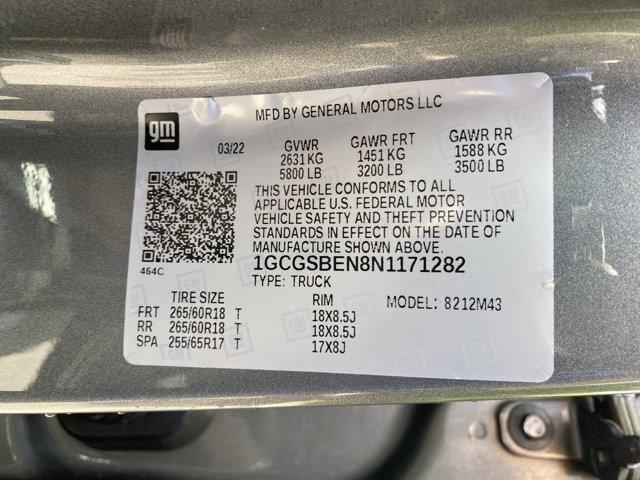 gm
MFD BY GENERAL MOTORS LLC
03/22 GVWR GAWR FRT GAWR RR
2631 KG 1451 KG 1588 KG
5800 LB 3200 LB 3500 LB
THIS VEHICLE CONFORMS TO ALL
APPLICABLE U.S. FEDERAL MOTOR
VEHICLE SAFETY AND THEFT PREVENTION
STANDARDS IN EFFECT ON THE DATE OF
MANUFACTURE SHOWN ABOVE.
464C
1GCGSBEN8N1171282
TYPE: TRUCK
TIRE SIZE RIM MODEL: 8212M43
FRT 265/60R18 T 18X8.5J
RR 265/60R18 T 18X8.5J
SPA 255/65R17 T 17X8J